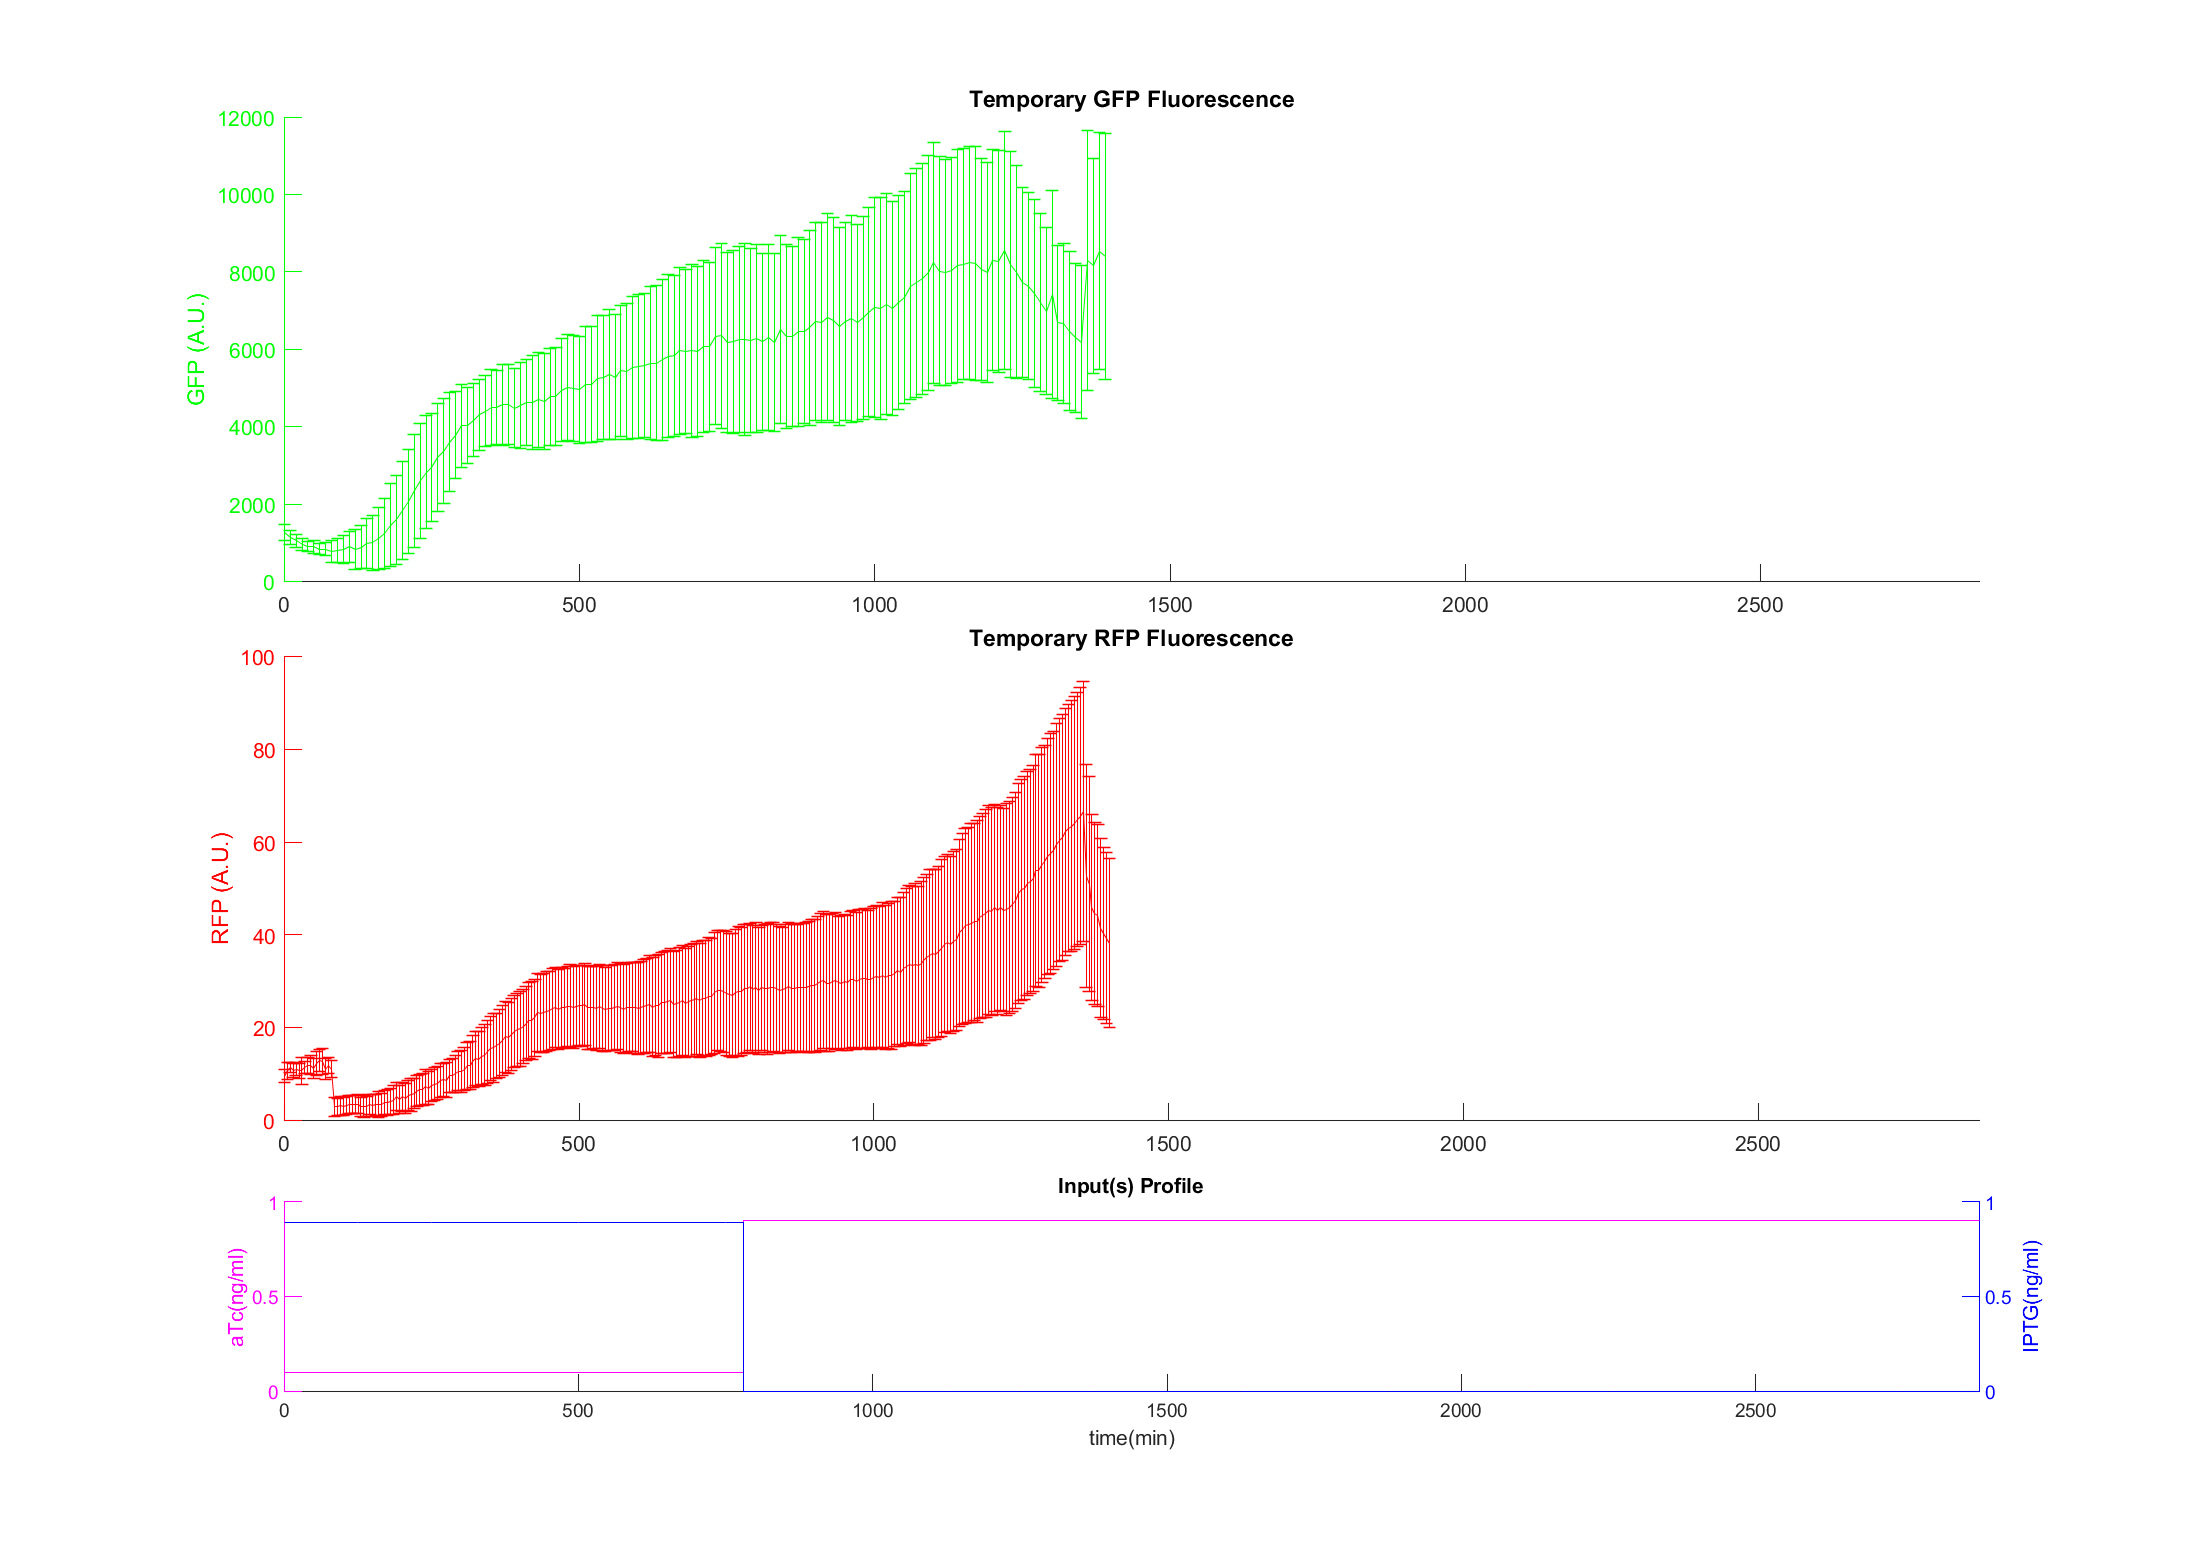 Temporary GFP Fluorescence
12000
10000
8000
6000
4000
2000
0
GFP (A.U.)
0 500 1000 1500 2000 2500
Temporary RFP Fluorescence
100
80
60
40
20
0
RFP (A.U.)
0 500 1000 1500 2000 2500
Input(s) Profile
1
0.5
0
aTc(ng/ml)
1
0.5
0
IPTG(ng/ml)
0 500 1000 1500 2000 2500
time(min)